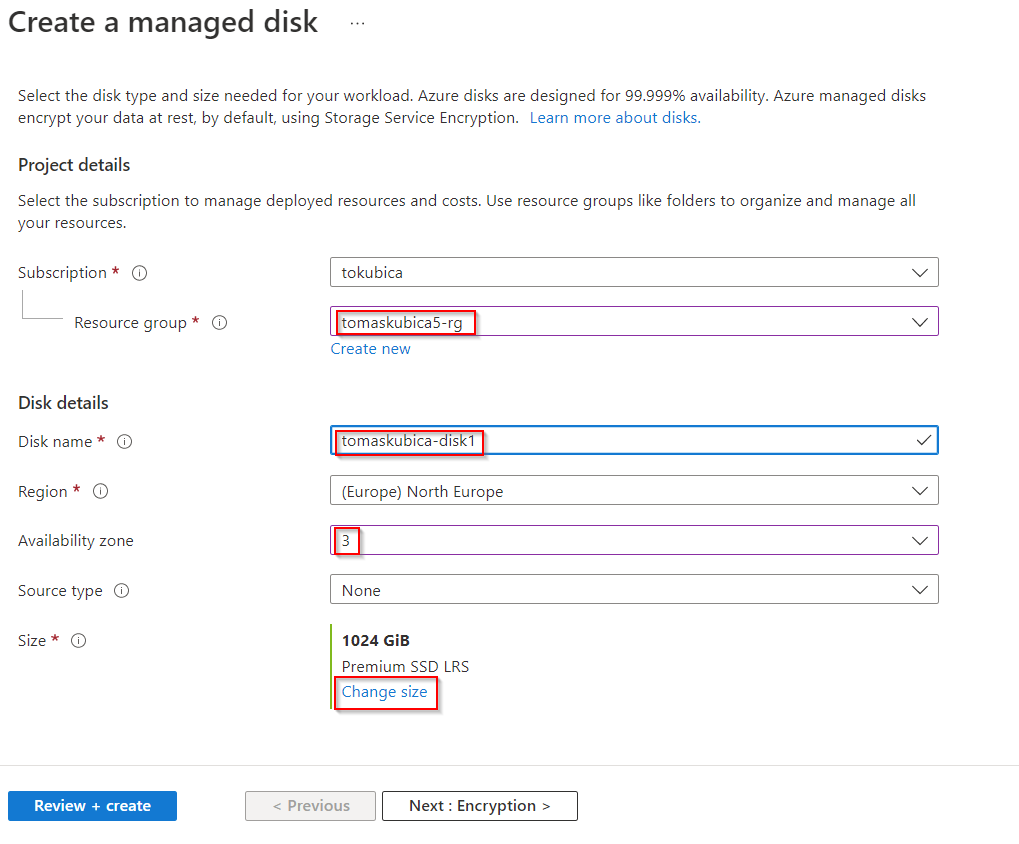 Create a managed disk ...
Select the disk type and size needed for your workload. Azure disks are designed for 99.999% availability. Azure managed disks
encrypt your data at rest, by default, using Storage Service Encryption. Learn more about disks.
Project details
Select the subscription to manage deployed resources and costs. Use resource groups like folders to organize and manage all
your resources.
Subscription * tokubica
Resource group * tomaskubica5-rg
Create new
Disk details
Disk name * tomaskubica-disk1
Region * (Europe) North Europe
Availability zone 3
Source type None
Size * 1024 GiB
Premium SSD LRS
Change size
Review + create < Previous Next : Encryption >